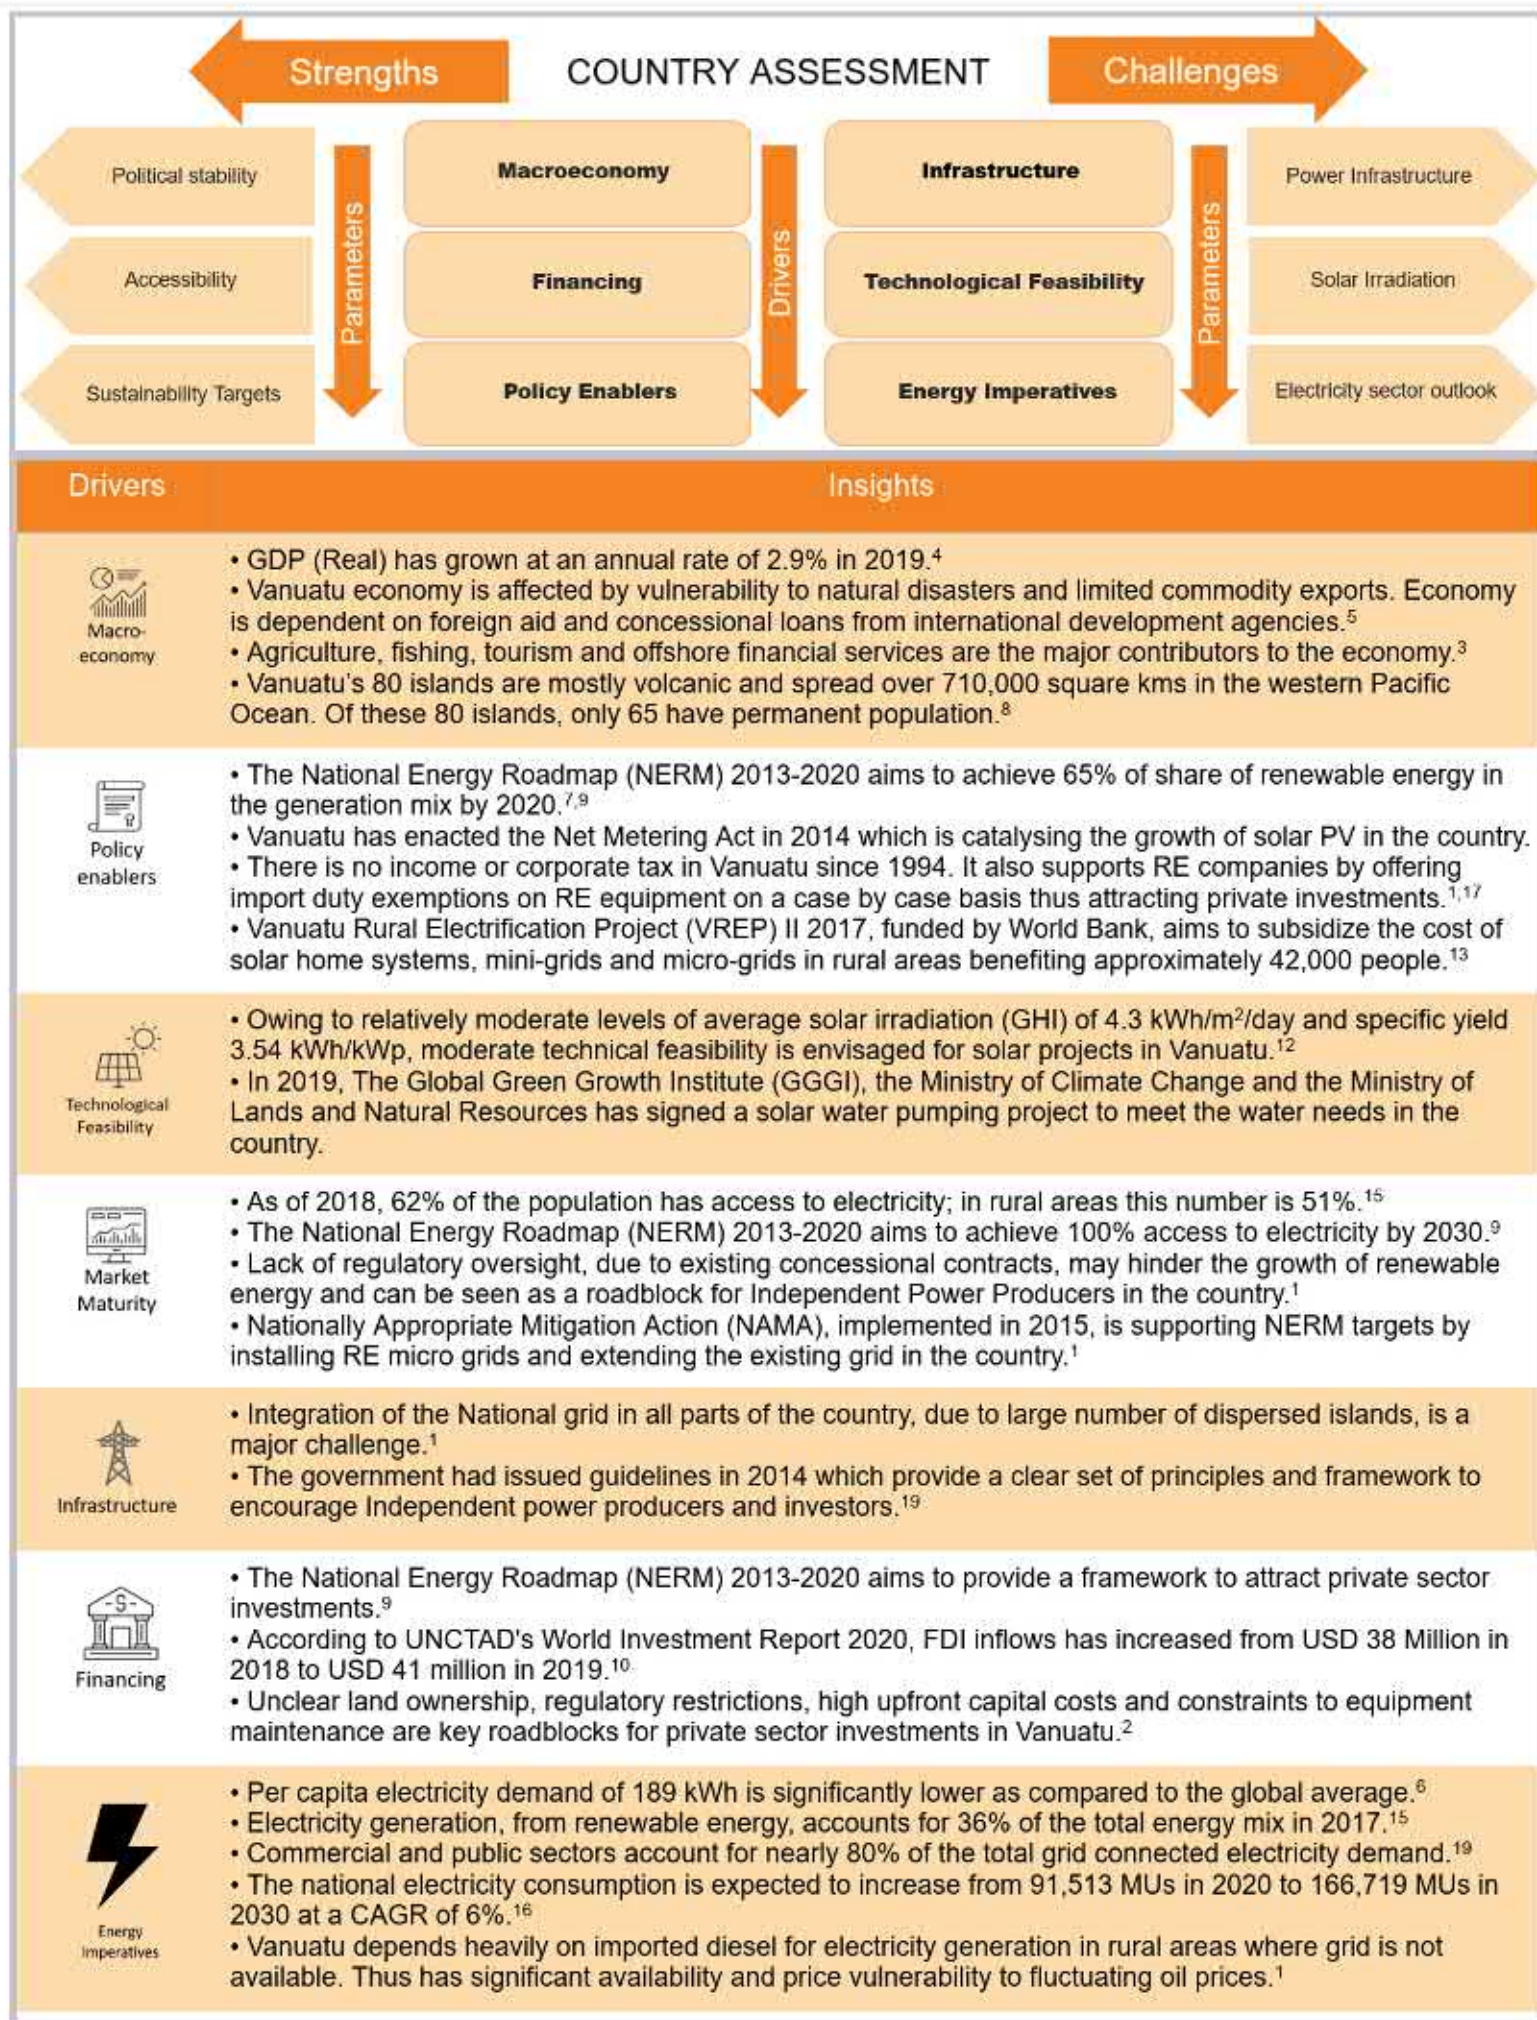 Strengths
COUNTRY ASSESSMENT
Challenges
Political stability
Parameters
Macroeconomy
Drivers
Infrastructure
Parameters
Power Infrastructure
Accessibility
Financing
Technological Feasibility
Solar Irradiation
Sustainability Targets
Policy Enablers
Energy Imperatives
Electricity sector outlook
Drivers
Insights
Macro-
economy
• GDP (Real) has grown at an annual rate of 2.9% in 2019.⁴
• Vanuatu economy is affected by vulnerability to natural disasters and limited commodity exports. Economy
is dependent on foreign aid and concessional loans from international development agencies.⁵
• Agriculture, fishing, tourism and offshore financial services are the major contributors to the economy.³
• Vanuatu's 80 islands are mostly volcanic and spread over 710,000 square kms in the western Pacific
Ocean. Of these 80 islands, only 65 have permanent population.⁸
Policy
enablers
• The National Energy Roadmap (NERM) 2013-2020 aims to achieve 65% of share of renewable energy in
the generation mix by 2020.⁷,⁹
• Vanuatu has enacted the Net Metering Act in 2014 which is catalysing the growth of solar PV in the country.
• There is no income or corporate tax in Vanuatu since 1994. It also supports RE companies by offering
import duty exemptions on RE equipment on a case by case basis thus attracting private investments.¹,¹⁷
• Vanuatu Rural Electrification Project (VREP) II 2017, funded by World Bank, aims to subsidize the cost of
solar home systems, mini-grids and micro-grids in rural areas benefiting approximately 42,000 people.¹³
Technological
Feasibility
• Owing to relatively moderate levels of average solar irradiation (GHI) of 4.3 kWh/m²/day and specific yield
3.54 kWh/kWp, moderate technical feasibility is envisaged for solar projects in Vanuatu.¹²
• In 2019, The Global Green Growth Institute (GGGI), the Ministry of Climate Change and the Ministry of
Lands and Natural Resources has signed a solar water pumping project to meet the water needs in the
country.
Market
Maturity
• As of 2018, 62% of the population has access to electricity; in rural areas this number is 51%.¹⁵
• The National Energy Roadmap (NERM) 2013-2020 aims to achieve 100% access to electricity by 2030.⁹
• Lack of regulatory oversight, due to existing concessional contracts, may hinder the growth of renewable
energy and can be seen as a roadblock for Independent Power Producers in the country.¹
• Nationally Appropriate Mitigation Action (NAMA), implemented in 2015, is supporting NERM targets by
installing RE micro grids and extending the existing grid in the country.¹
Infrastructure
• Integration of the National grid in all parts of the country, due to large number of dispersed islands, is a
major challenge.¹
• The government had issued guidelines in 2014 which provide a clear set of principles and framework to
encourage Independent power producers and investors.¹⁹
-$-
Financing
• The National Energy Roadmap (NERM) 2013-2020 aims to provide a framework to attract private sector
investments.⁹
• According to UNCTAD's World Investment Report 2020, FDI inflows has increased from USD 38 Million in
2018 to USD 41 million in 2019.¹⁰
• Unclear land ownership, regulatory restrictions, high upfront capital costs and constraints to equipment
maintenance are key roadblocks for private sector investments in Vanuatu.²
Energy
Imperatives
• Per capita electricity demand of 189 kWh is significantly lower as compared to the global average.⁶
• Electricity generation, from renewable energy, accounts for 36% of the total energy mix in 2017.¹⁵
• Commercial and public sectors account for nearly 80% of the total grid connected electricity demand.¹⁹
• The national electricity consumption is expected to increase from 91,513 MUs in 2020 to 166,719 MUs in
2030 at a CAGR of 6%.¹⁶
• Vanuatu depends heavily on imported diesel for electricity generation in rural areas where grid is not
available. Thus has significant availability and price vulnerability to fluctuating oil prices.¹